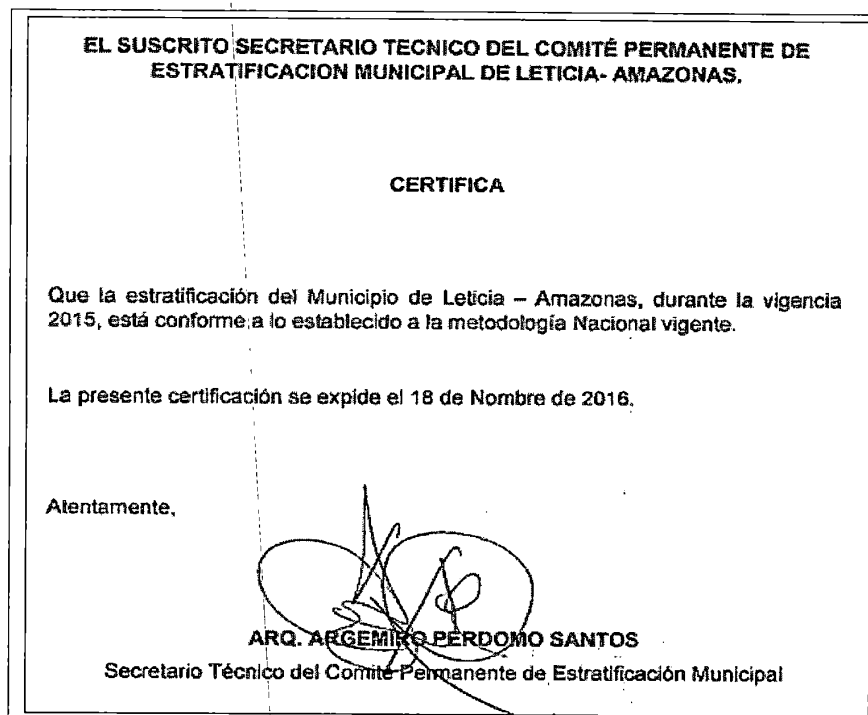 EL SUSCRITO SECRETARIO TECNICO DEL COMITÉ PERMANENTE DE
ESTRATIFICACION MUNICIPAL DE LETICIA- AMAZONAS.
CERTIFICA
Que la estratificación del Municipio de Leticia – Amazonas, durante la vigencia
2015, está conforme a lo establecido a la metodología Nacional vigente.
La presente certificación se expide el 18 de Nombre de 2016.
Atentamente,
ARQ. ARGEMIRO PERDOMO SANTOS
Secretario Técnico del Comité Permanente de Estratificación Municipal